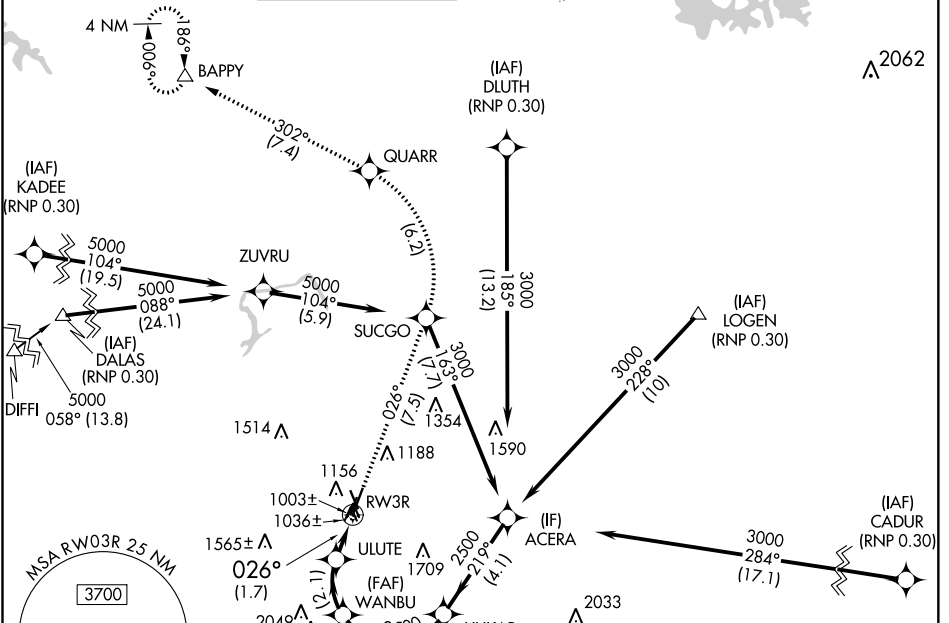 4 NM
186°
006°
BAPPY
(IAF)
DLUTH
(RNP 0.30)
2062
302°
(7.4)
QUARR
(IAF)
KADEE
(RNP 0.30)
(6.2)
5000
104°
(19.5)
ZUVRU
5000
104°
(5.9)
3000
185°
(13.2)
5000
088°
(24.1)
SUCGO
(IAF)
LOGEN
(RNP 0.30)
(IAF)
DALAS
(RNP 0.30)
3000
163°
(7.7)
3000
228°
(10)
DIFFI
5000
058° (13.8)
026°
(7.5)
1354
1514
1590
1188
1156
RW3R
1003±
1036±
(IF)
ACERA
(IAF)
CADUR
(RNP 0.30)
1565±
ULUTE
1709
2500
219°
(4.1)
3000
284°
(17.1)
MSA RW03R 25 NM
3700
026°
(1.7)
(2.1)
(FAF)
WANBU
2049
2033